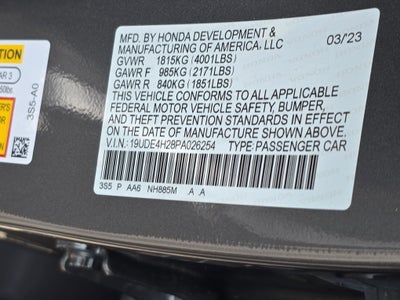 MFD. BY HONDA DEVELOPMENT &
MANUFACTURING OF AMERICA, LLC 03/23
GVWR 1815KG (4001LBS)
GAWR F 985KG (2171LBS)
GAWR R 840KG (1851LBS)
THIS VEHICLE CONFORMS TO ALL APPLICABLE
FEDERAL MOTOR VEHICLE SAFETY, BUMPER,
AND THEFT PREVENTION STANDARDS IN EFFECT ON
THE DATE OF MANUFACTURE SHOWN ABOVE.
V.I.N.: 19UDE4H28PA026254 TYPE: PASSENGER CAR
3S5 P AA6 NH885M A A
3S5-A0
AR 3